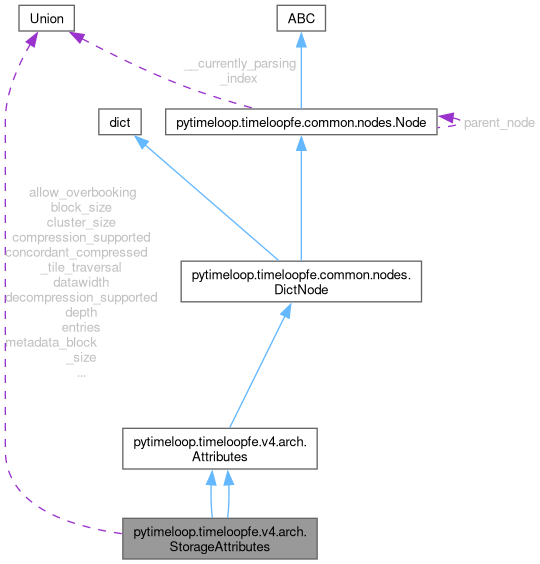 Union
ABC
__currently_parsing
_index
dict
pytimeloop.timeloopfe.common.nodes.Node
parent_node
allow_overbooking
block_size
cluster_size
compression_supported
concordant_compressed
_tile_traversal
datawidth
decompression_supported
depth
entries
metadata_block
_size
...
pytimeloop.timeloopfe.common.nodes.
DictNode
pytimeloop.timeloopfe.v4.arch.
Attributes
pytimeloop.timeloopfe.v4.arch.
StorageAttributes